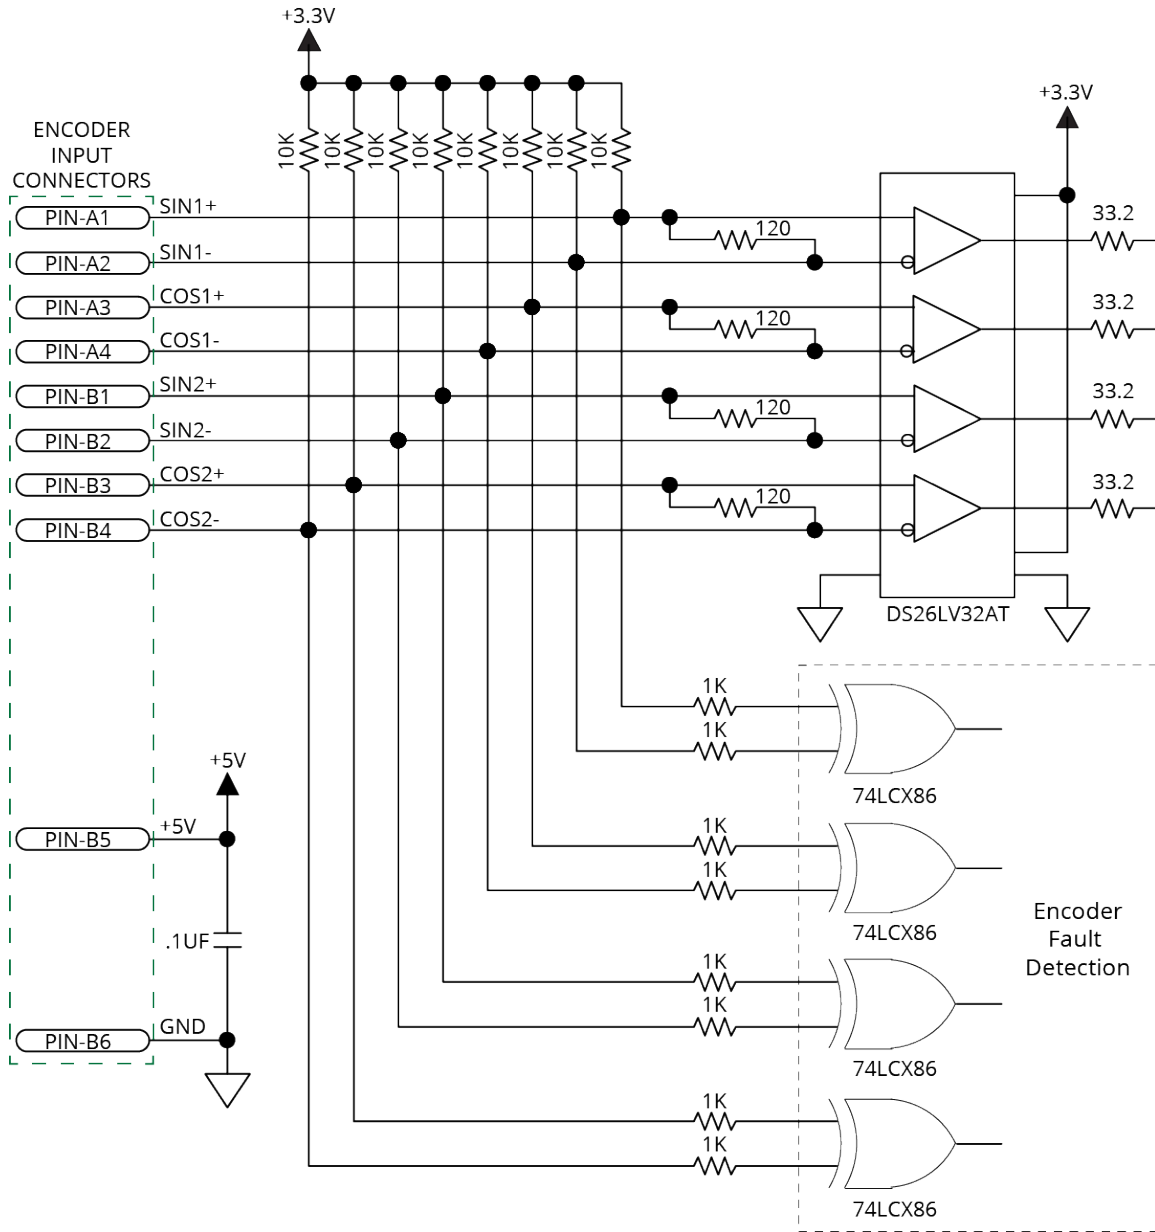 +3.3V
+3.3V
ENCODER
INPUT
CONNECTORS
10K
10K
10K
10K
10K
10K
10K
10K
PIN-A1
SIN1+
120
33.2
PIN-A2
SIN1-
PIN-A3
COS1+
120
33.2
PIN-A4
COS1-
PIN-B1
SIN2+
120
33.2
PIN-B2
SIN2-
PIN-B3
COS2+
120
33.2
PIN-B4
COS2-
DS26LV32AT
1K
1K
74LCX86
+5V
PIN-B5
+5V
1K
1K
74LCX86
.1UF
Encoder
Fault
Detection
1K
1K
74LCX86
PIN-B6
GND
1K
1K
74LCX86